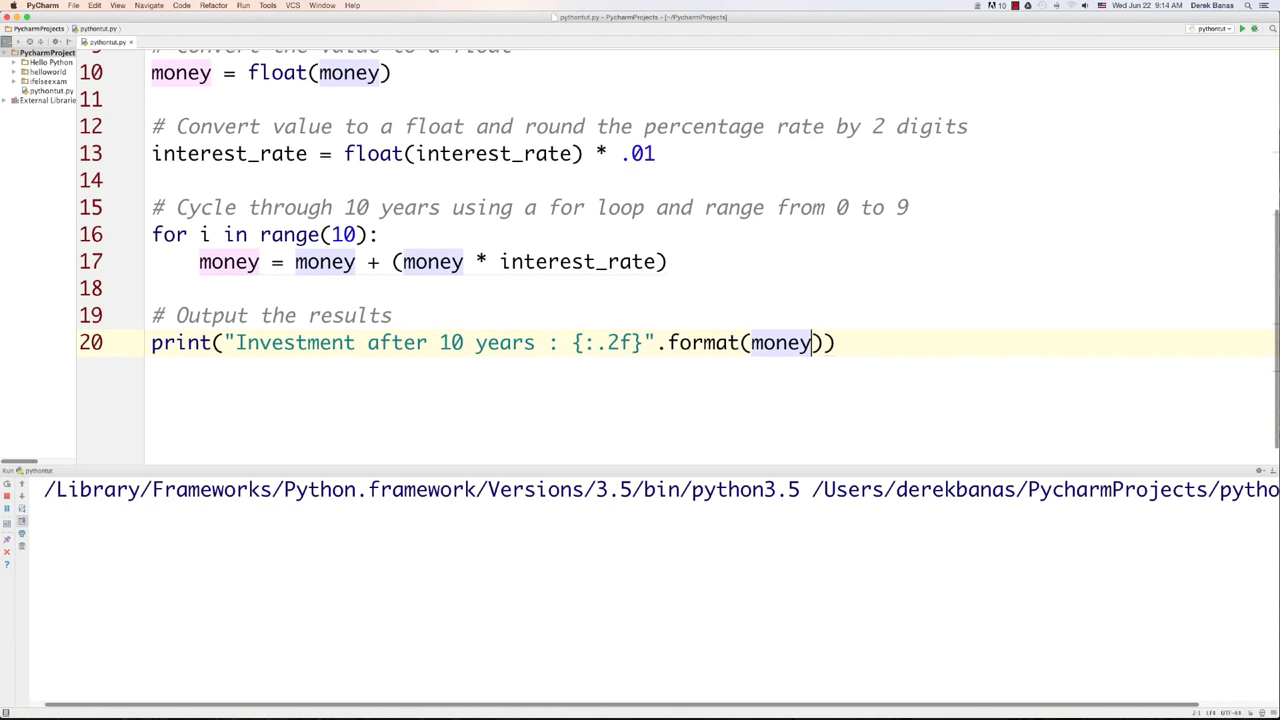 PyCharm File Edit View Navigate Code Refactor Run Tools VCS Window Help 10 Wed Jun 22 9:14 AM Derek Banas
pythontut.py - PycharmProjects - [~/PycharmProjects]
PycharmProjects pythontut.py pythontut
pythontut.py
PycharmProject
Hello Python
helloworld
ifelseexam
pythontut.py
External Librarie
9 # Convert the value to a float
10 money = float(money)
11
12 # Convert value to a float and round the percentage rate by 2 digits
13 interest_rate = float(interest_rate) * .01
14
15 # Cycle through 10 years using a for loop and range from 0 to 9
16 for i in range(10):
17 money = money + (money * interest_rate)
18
19 # Output the results
20 print("Investment after 10 years : {:.2f}".format(money))
Run pythontut
/Library/Frameworks/Python.framework/Versions/3.5/bin/python3.5 /Users/derekbanas/PycharmProjects/pytho
2:1 LF UTF-8